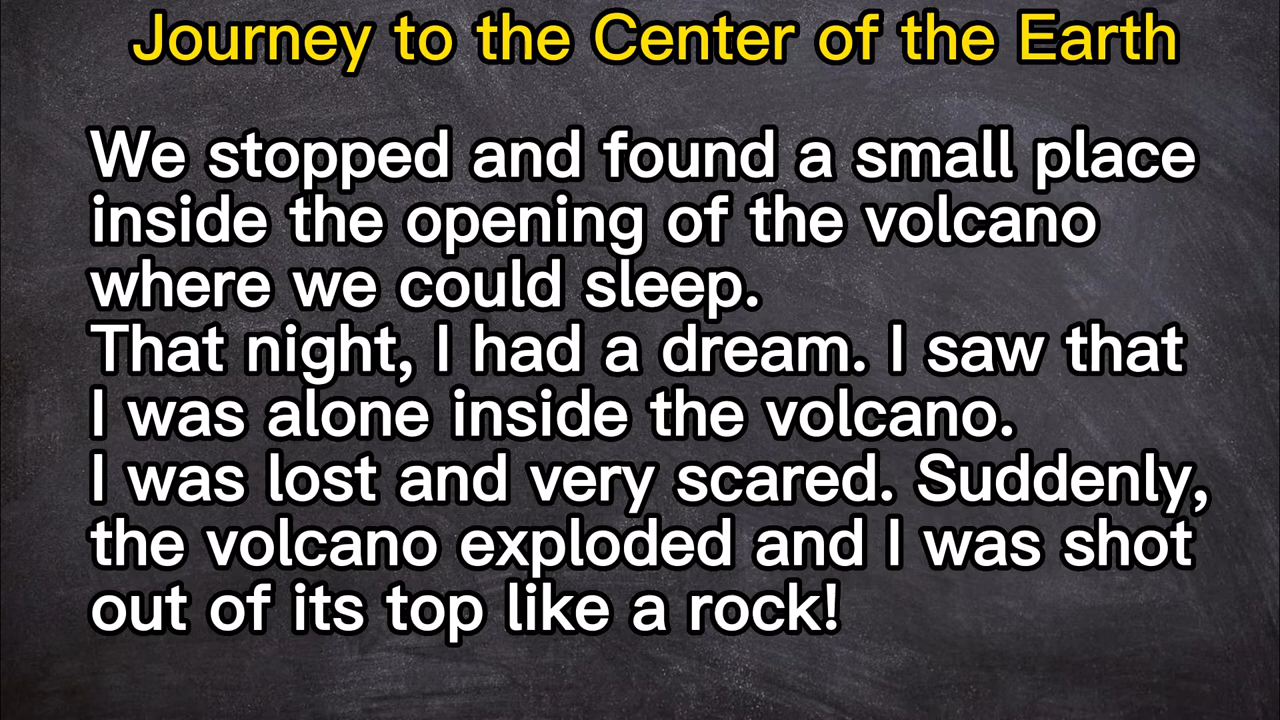 Journey to the Center of the Earth
We stopped and found a small place
inside the opening of the volcano
where we could sleep.
That night, I had a dream. I saw that
I was alone inside the volcano.
I was lost and very scared. Suddenly,
the volcano exploded and I was shot
out of its top like a rock!